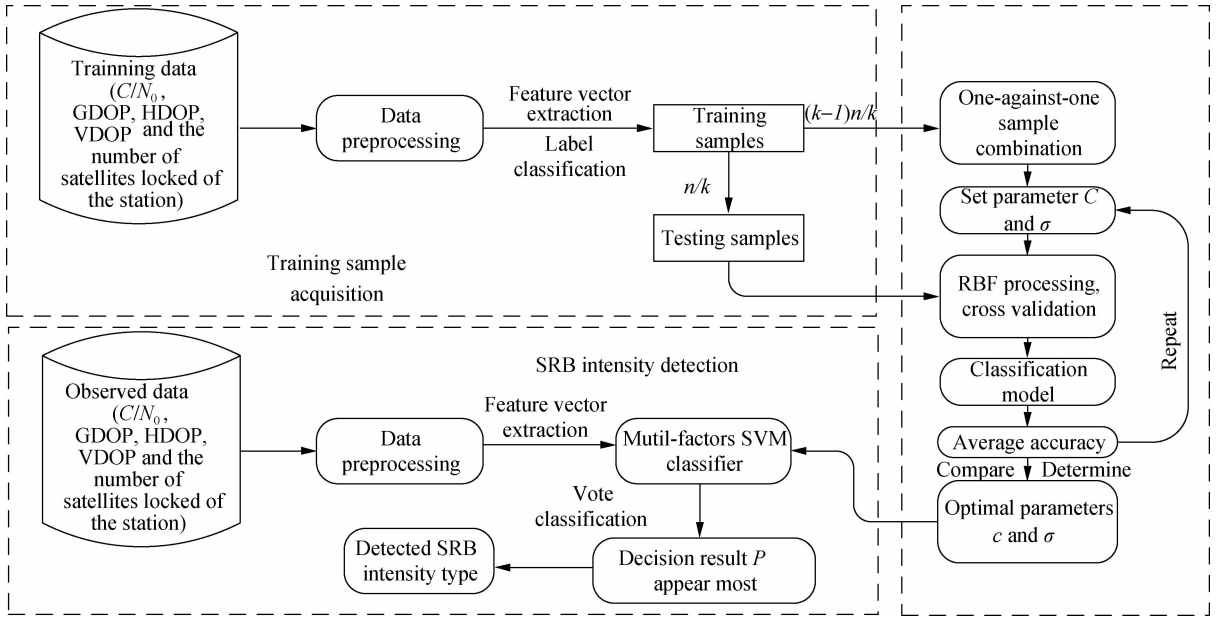 Trainning data
(C/N₀,
GDOP, HDOP,
VDOP and the
number of
satellites locked of
the station)
Data
preprocessing
Feature vector
extraction
Label
classification
Training
samples
(k−1)n/k
n/k
Testing samples
Training sample
acquisition
One-against-one
sample
combination
Set parameter C
and σ
RBF processing,
cross validation
Classification
model
Average accuracy
Repeat
Compare
Determine
Optimal parameters
c and σ
SRB intensity detection
Observed data
(C/N₀,
GDOP, HDOP,
VDOP and the
number of
satellites locked of
the station)
Data
preprocessing
Feature vector
extraction
Mutil-factors SVM
classifier
Vote
classification
Decision result P
appear most
Detected SRB
intensity type